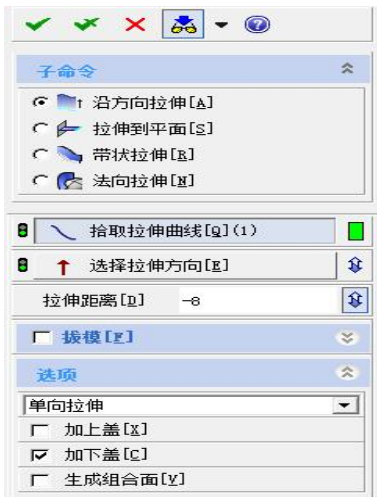 子命令
沿方向拉伸[A]
拉伸到平面[S]
带状拉伸[R]
法向拉伸[N]
拾取拉伸曲线[Q](1)
选择拉伸方向[E]
拉伸距离[D] -8
拔模[F]
选项
单向拉伸
加上盖[X]
加下盖[C]
生成组合面[V]